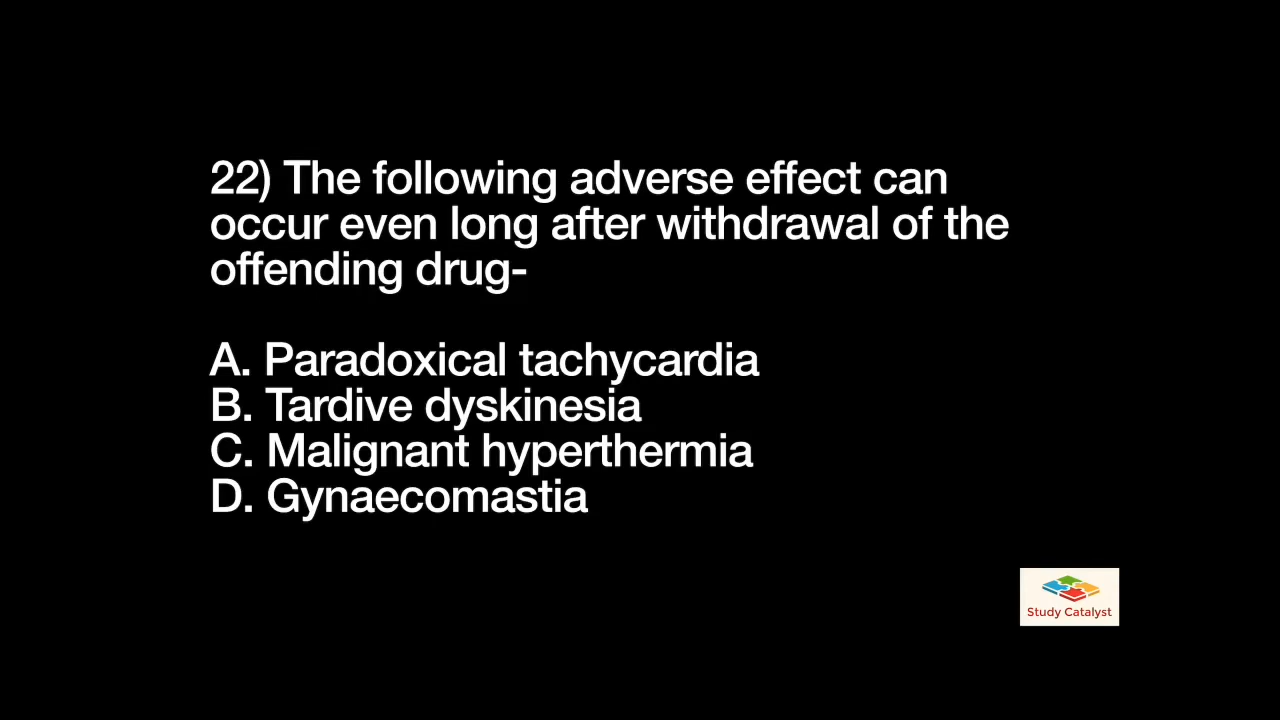 22) The following adverse effect can
occur even long after withdrawal of the
offending drug-
A. Paradoxical tachycardia
B. Tardive dyskinesia
C. Malignant hyperthermia
D. Gynaecomastia
Study Catalyst